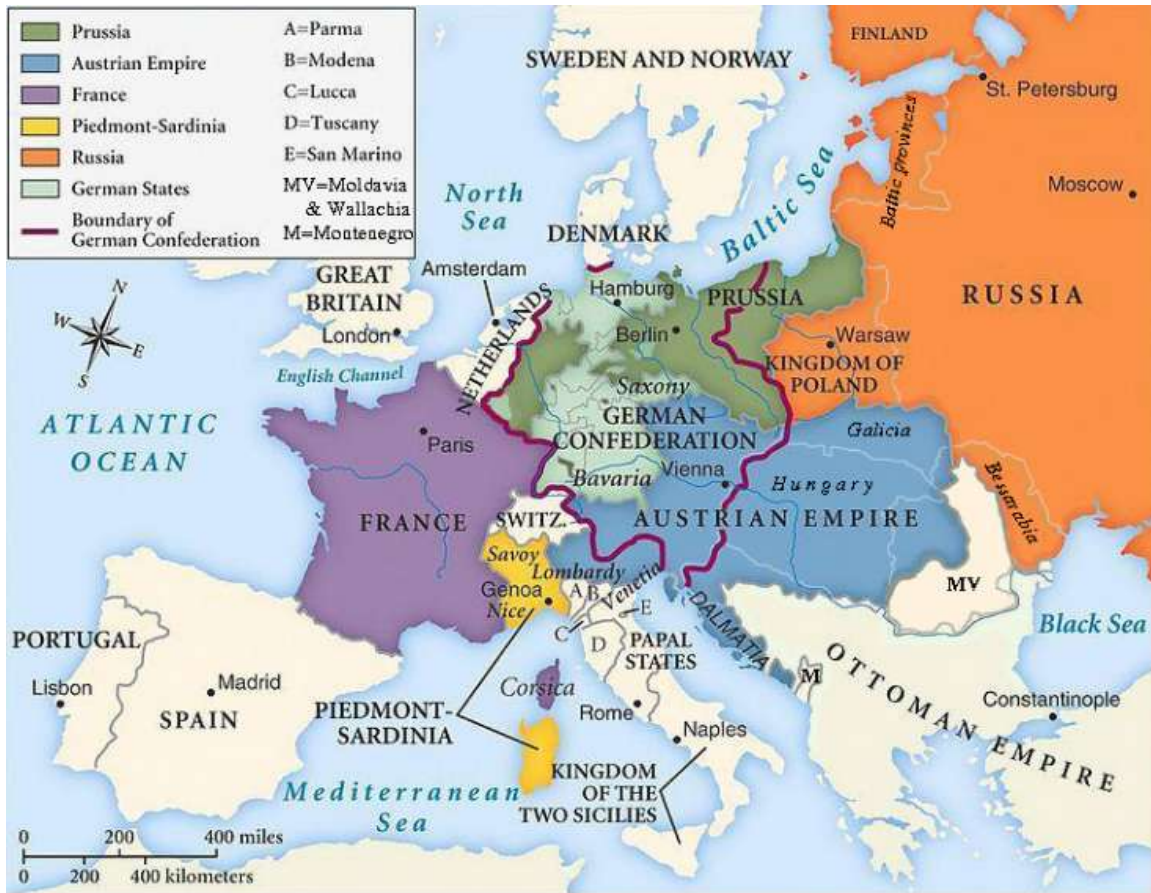 Prussia
Austrian Empire
France
Piedmont-Sardinia
Russia
German States
Boundary of
German Confederation
A=Parma
B=Modena
C=Lucca
D=Tuscany
E=San Marino
MV=Moldavia
& Wallachia
M=Montenegro
FINLAND
SWEDEN AND NORWAY
St. Petersburg
Baltic provinces
Moscow
North
Sea
Baltic Sea
DENMARK
Amsterdam
GREAT
BRITAIN
London
NETHERLANDS
Hamburg
PRUSSIA
Berlin
RUSSIA
Warsaw
KINGDOM OF
POLAND
N
W
E
S
English Channel
Saxony
GERMAN
CONFEDERATION
Galicia
ATLANTIC
OCEAN
Paris
Vienna
Bavaria
Hungary
Bessarabia
FRANCE
SWITZ.
AUSTRIAN EMPIRE
Savoy
Lombardy
Venetia
MV
Genoa
Nice
A
B
E
C
D
DALMATIA
Black Sea
PORTUGAL
PAPAL
STATES
M
OTTOMAN EMPIRE
Lisbon
Madrid
Corsica
Constantinople
SPAIN
PIEDMONT-
SARDINIA
Rome
Naples
KINGDOM
OF THE
TWO SICILIES
Mediterranean
Sea
0 200 400 miles
0 200 400 kilometers